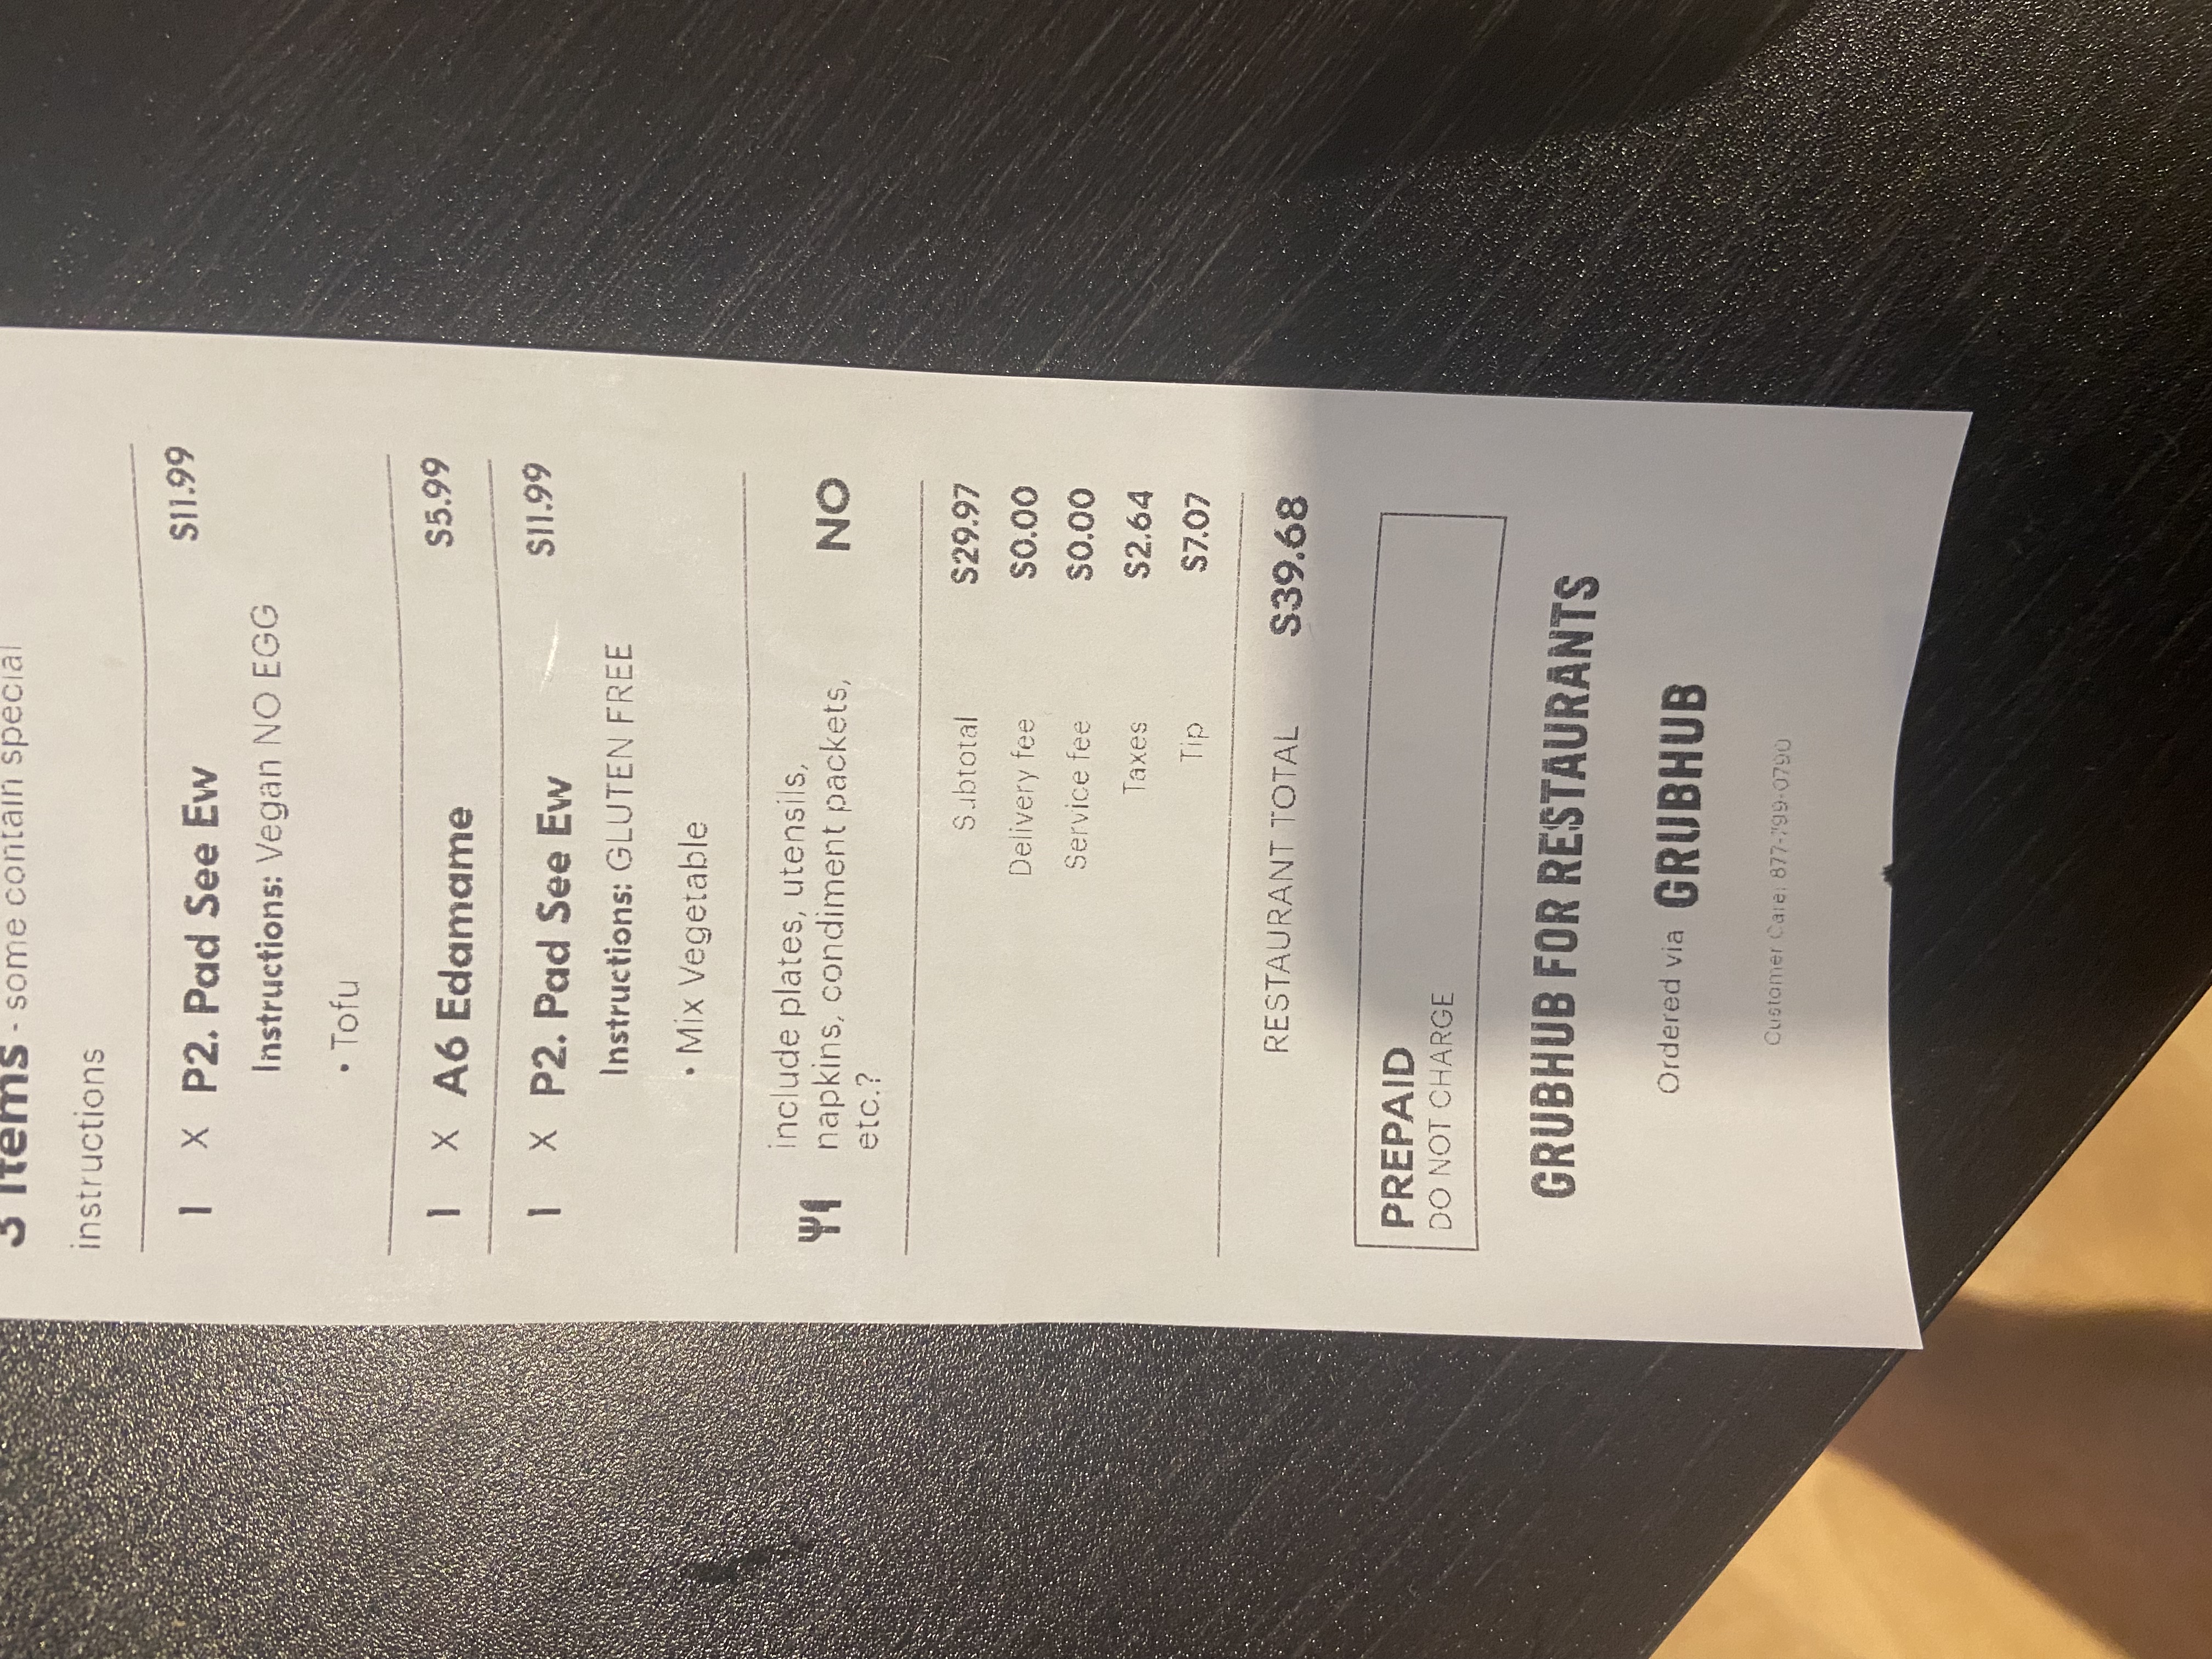 3 Items - some contain special
instructions
1 X P2. Pad See Ew $11.99
Instructions: Vegan NO EGG
• Tofu
1 X A6 Edamame $5.99
1 X P2. Pad See Ew $11.99
Instructions: GLUTEN FREE
• Mix Vegetable
include plates, utensils,
napkins, condiment packets, NO
etc.?
Subtotal $29.97
Delivery fee $0.00
Service fee $0.00
Taxes $2.64
Tip $7.07
RESTAURANT TOTAL $39.68
PREPAID
DO NOT CHARGE
GRUBHUB FOR RESTAURANTS
Ordered via GRUBHUB
Customer Care: 877-799-0790